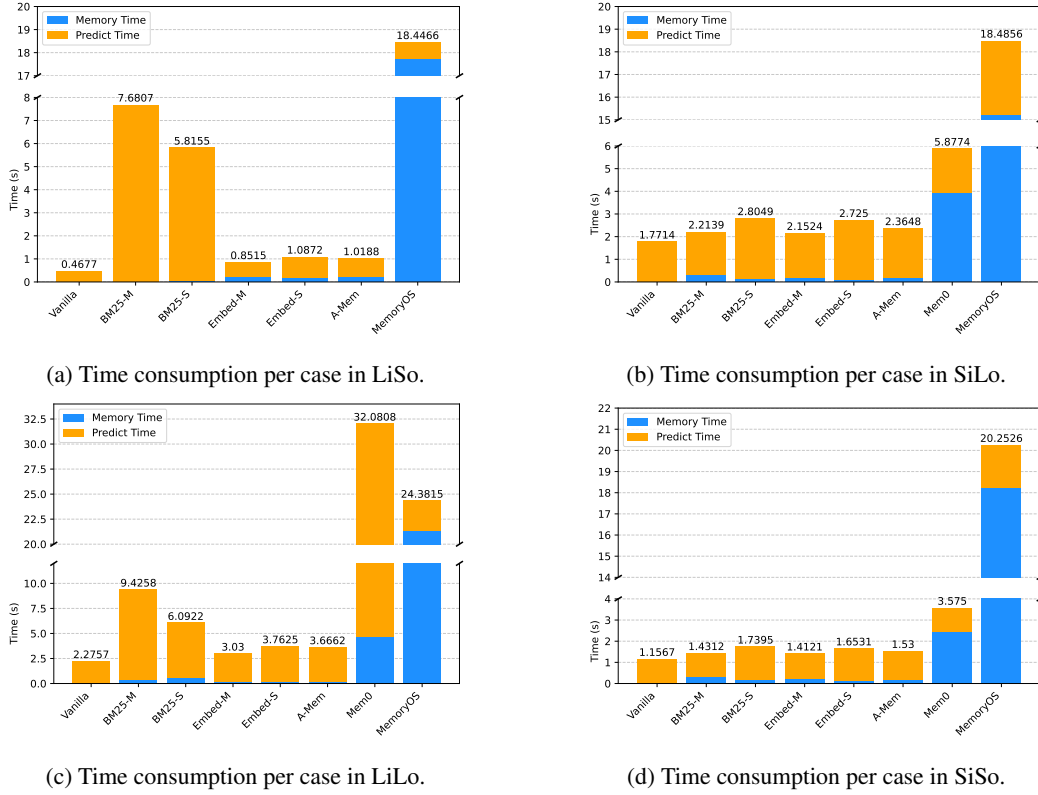 20
19
18
17
8
7
6
5
4
3
2
1
0
Time (s)
Memory Time
Predict Time
0.4677
7.6807
5.8155
0.8515
1.0872
1.0188
18.4466
Vanilla
BM25-M
BM25-S
Embed-M
Embed-S
A-Mem
MemoryOS
(a) Time consumption per case in LiSo.
20
19
18
17
16
15
6
5
4
3
2
1
0
Time (s)
Memory Time
Predict Time
1.7714
2.2139
2.8049
2.1524
2.725
2.3648
5.8774
18.4856
Vanilla
BM25-M
BM25-S
Embed-M
Embed-S
A-Mem
Mem0
MemoryOS
(b) Time consumption per case in SiLo.
32.5
30.0
27.5
25.0
22.5
20.0
10.0
7.5
5.0
2.5
0.0
Time (s)
Memory Time
Predict Time
2.2757
9.4258
6.0922
3.03
3.7625
3.6662
32.0808
24.3815
Vanilla
BM25-M
BM25-S
Embed-M
Embed-S
A-Mem
Mem0
MemoryOS
(c) Time consumption per case in LiLo.
22
21
20
19
18
17
16
15
14
4
3
2
1
0
Time (s)
Memory Time
Predict Time
1.1567
1.4312
1.7395
1.4121
1.6531
1.53
3.575
20.2526
Vanilla
BM25-M
BM25-S
Embed-M
Embed-S
A-Mem
Mem0
MemoryOS
(d) Time consumption per case in SiSo.